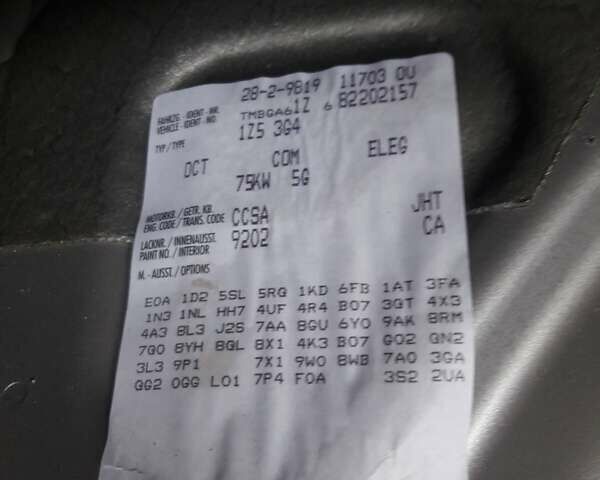 28-2-9819 11703 0U
FAHRZG.-IDENT-NR. VEHICLE-IDENT-NO. TMBGA61Z 6 82202157
TYP/TYPE 1Z5 3G4
OCT COM ELEG
75KW 5G
MOTORKB./GETR.KB.
ENG.CODE/TRANS.CODE CCSA JHT
LACKNR./INNENAUSST.
PAINT NO./INTERIOR 9202 CA
M.-AUSST./OPTIONS
E0A 1D2 5SL 5RG 1KD 6FB 1AT 3FA
1N3 1NL HH7 4UF 4R4 B07 3GT 4X3
4A3 8L3 J2S 7AA 8GU 6Y0 9AK 8RM
7G0 8YH 8GL 8X1 4K3 B07 G02 GN2
3L3 9P1 7X1 9W0 8WB 7A0 3GA
GG2 0GG L01 7P4 F0A 3S2 2UA